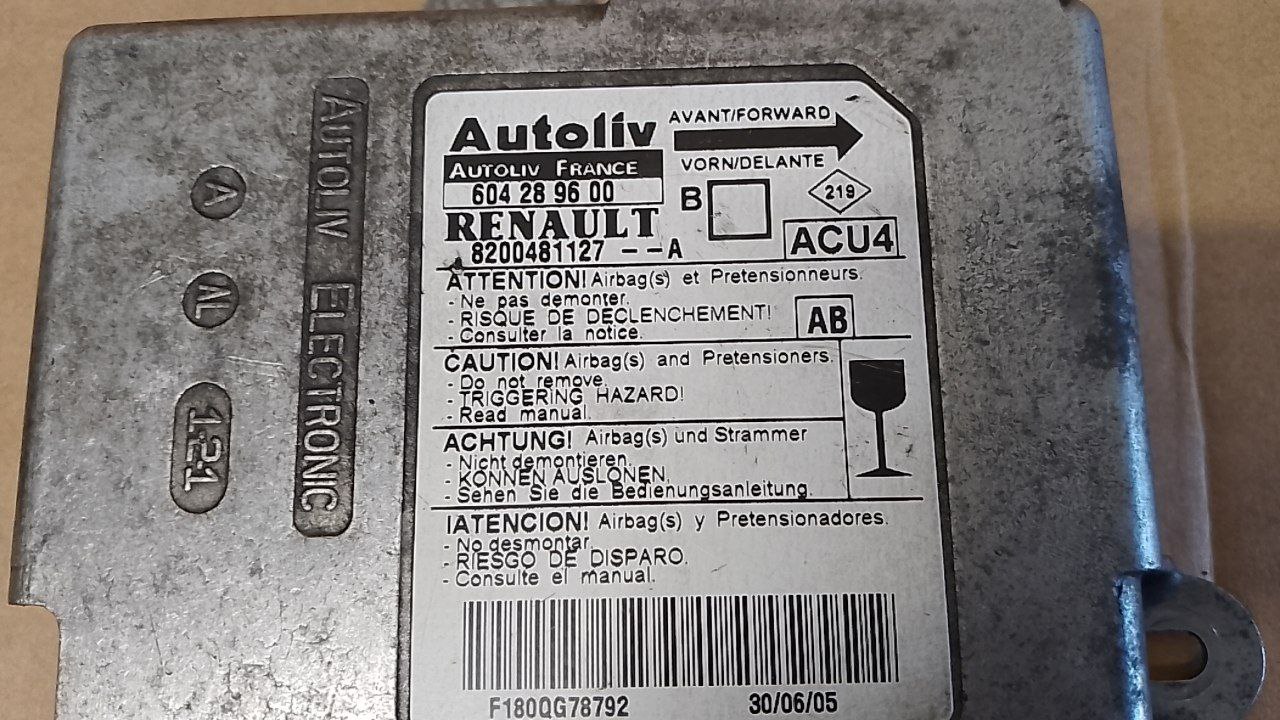 A
AL
1-2-1
AUTOLIV ELECTRONIC
Autoliv
AUTOLIV FRANCE
604 28 96 00
RENAULT
8200481127 --A
AVANT/FORWARD
VORN/DELANTE
B
219
ACU4
ATTENTION! Airbag(s) et Pretensionneurs.
- Ne pas demonter.
- RISQUE DE DECLENCHEMENT!
- Consulter la notice.
AB
CAUTION! Airbag(s) and Pretensioners.
- Do not remove.
- TRIGGERING HAZARD!
- Read manual.
ACHTUNG! Airbag(s) und Strammer
- Nicht demontieren.
- KONNEN AUSLONEN.
- Sehen Sie die Bedienungsanleitung.
IATENCION! Airbag(s) y Pretensionadores.
- No desmontar.
- RIESGO DE DISPARO.
- Consulte el manual.
F180QG78792
30/06/05